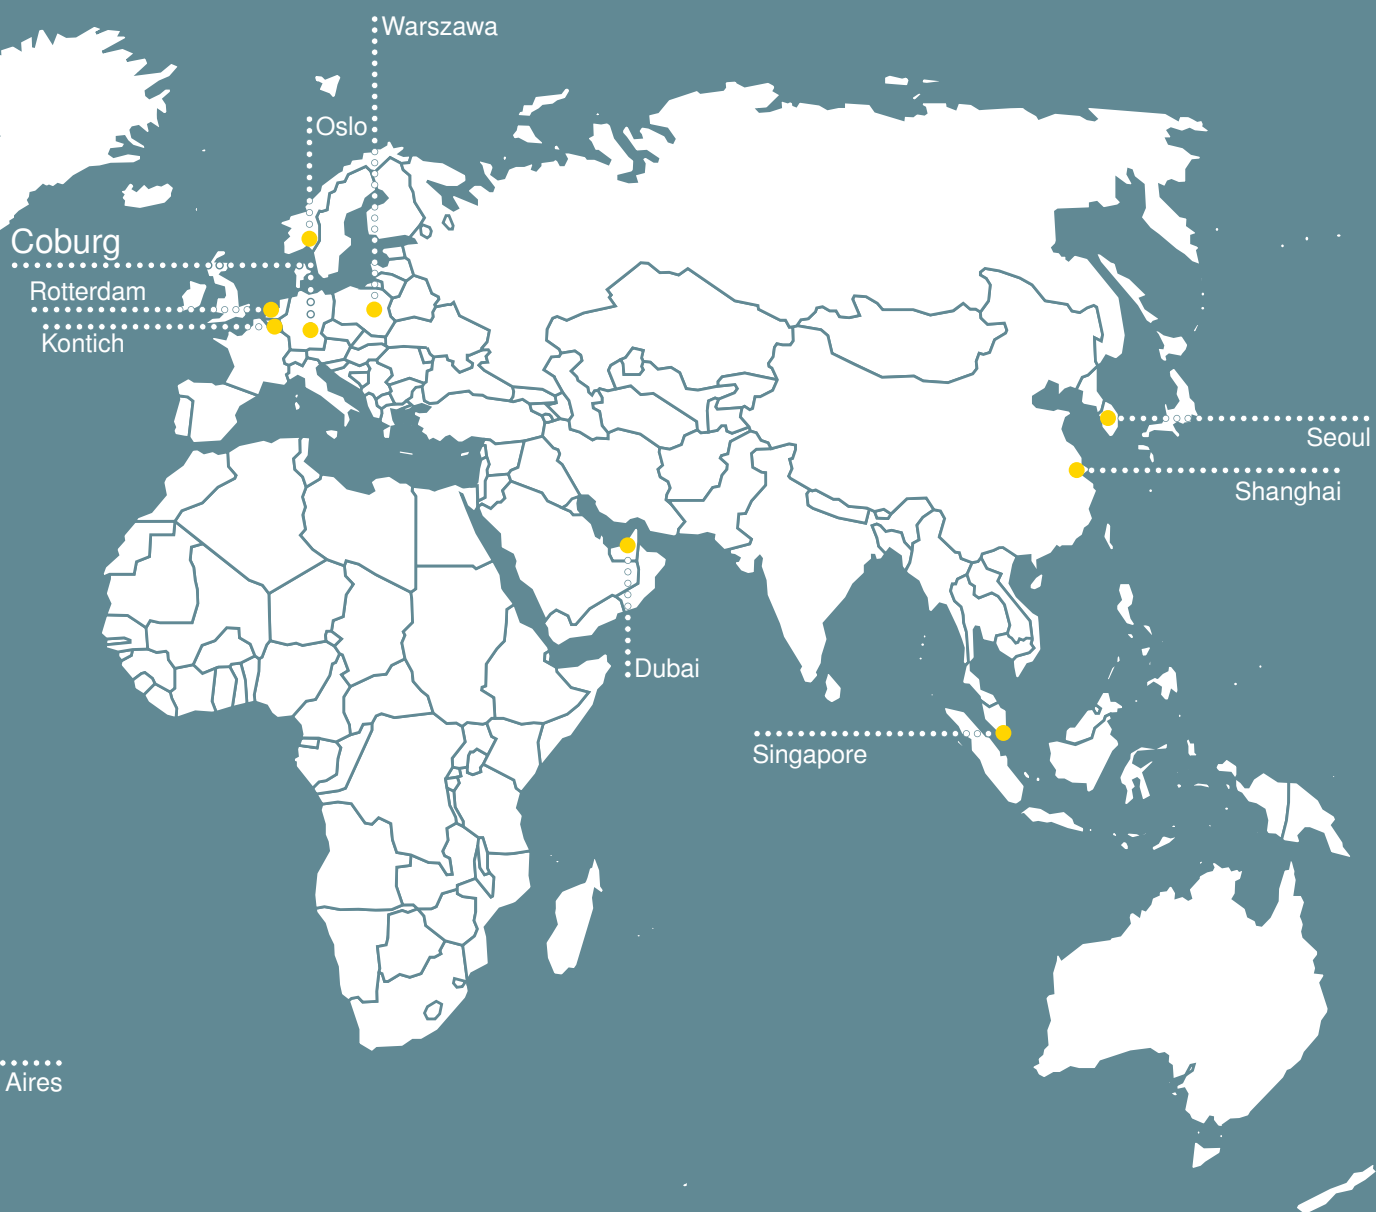 Warszawa
Oslo
Coburg
Rotterdam
Kontich
Seoul
Shanghai
Dubai
Singapore
Aires